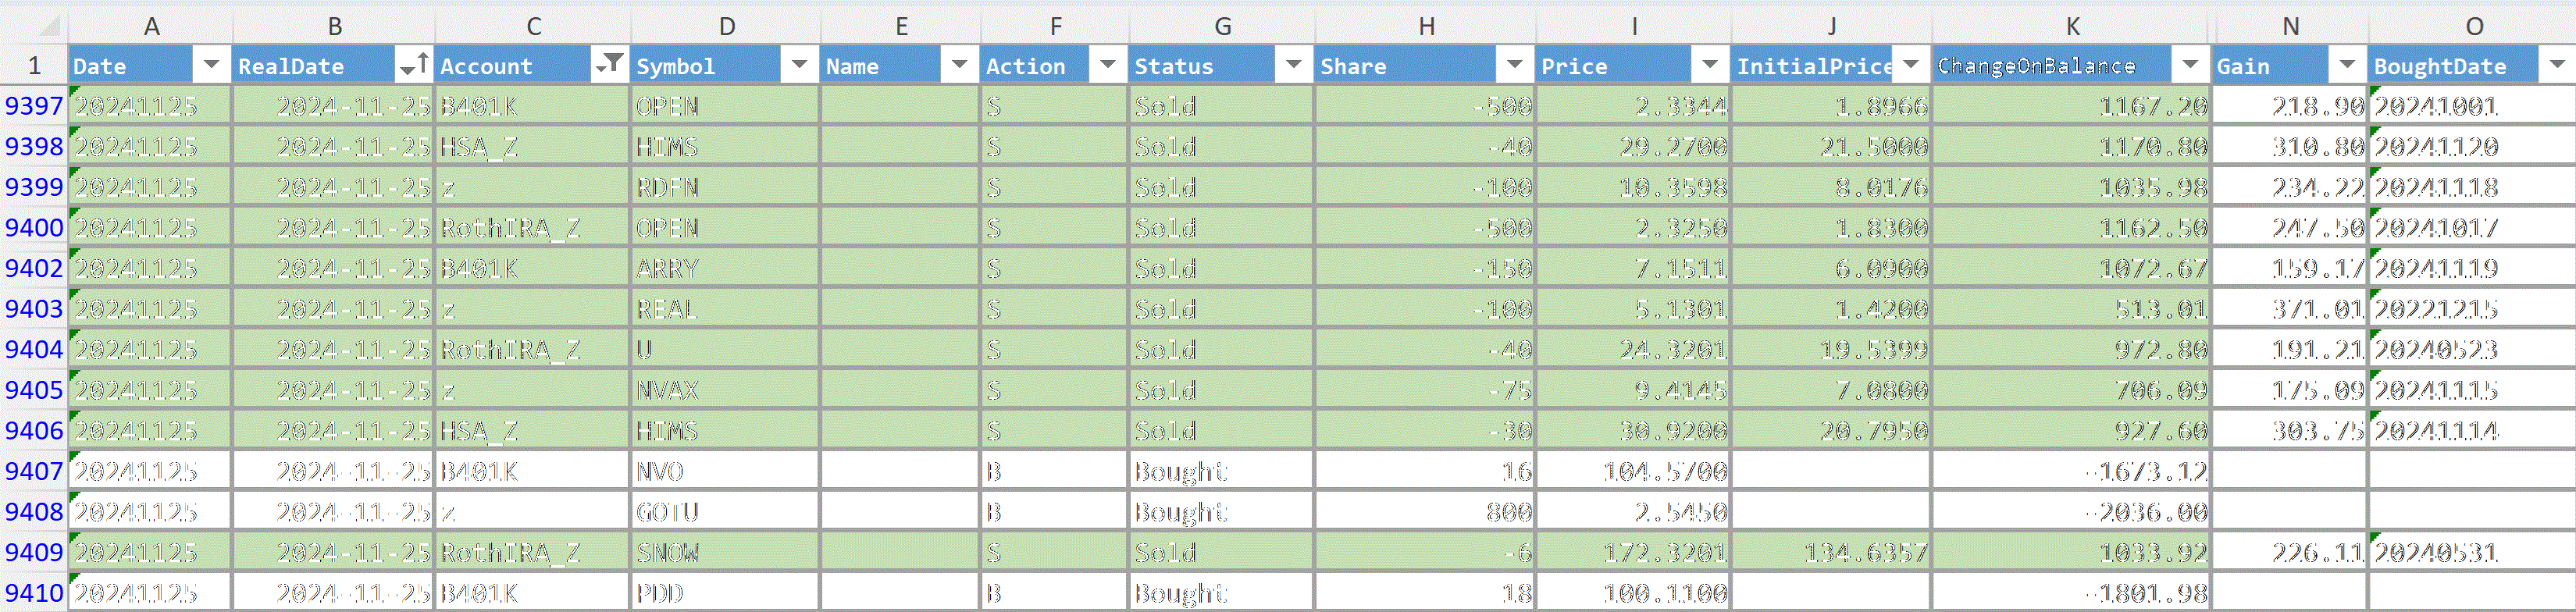 A B C D E F G H I J K N O
1 Date RealDate Account Symbol Name Action Status Share Price InitialPrice ChangeOnBalance Gain BoughtDate
9397 20241125 2024-11-25 B401K OPEN S Sold -500 2.3344 1.8966 1167.20 218.90 20241001
9398 20241125 2024-11-25 HSA_Z HIMS S Sold -40 29.2700 21.5000 1170.80 310.80 20241120
9399 20241125 2024-11-25 z RDFN S Sold -100 10.3598 8.0176 1035.98 234.22 20241118
9400 20241125 2024-11-25 RothIRA_Z OPEN S Sold -500 2.3250 1.8300 1162.50 247.50 20241017
9402 20241125 2024-11-25 B401K ARRY S Sold -150 7.1511 6.0900 1072.67 159.17 20241119
9403 20241125 2024-11-25 z REAL S Sold -100 5.1301 1.4200 513.01 371.01 20221215
9404 20241125 2024-11-25 RothIRA_Z U S Sold -40 24.3201 19.5399 972.80 191.21 20240523
9405 20241125 2024-11-25 z NVAX S Sold -75 9.4145 7.0800 706.09 175.09 20241115
9406 20241125 2024-11-25 HSA_Z HIMS S Sold -30 30.9200 20.7950 927.60 303.75 20241114
9407 20241125 2024-11-25 B401K NVO B Bought 16 104.5700 -1673.12
9408 20241125 2024-11-25 z GOTU B Bought 800 2.5450 -2036.00
9409 20241125 2024-11-25 RothIRA_Z SNOW S Sold -6 172.3201 134.6357 1033.92 226.11 20240531
9410 20241125 2024-11-25 B401K PDD B Bought 18 100.1100 -1801.98